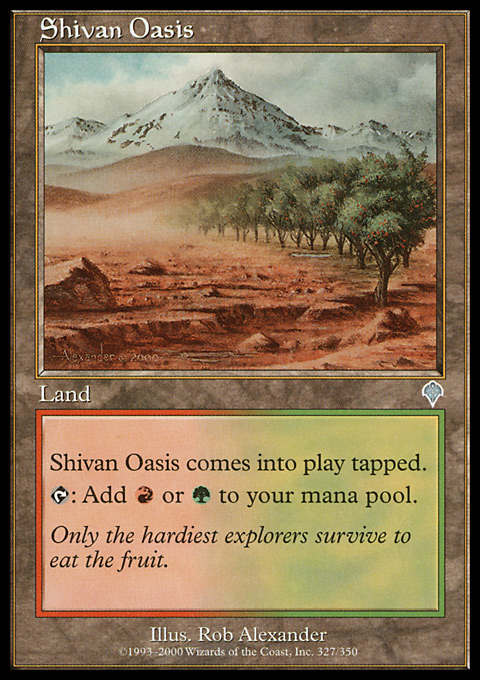 Shivan Oasis
Alexander © 2000
Land
Shivan Oasis comes into play tapped.
: Add or to your mana pool.
Only the hardiest explorers survive to
eat the fruit.
Illus. Rob Alexander
©1993–2000 Wizards of the Coast, Inc. 327/350